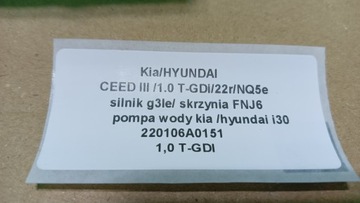 Kia/HYUNDAI
CEED III /1.0 T-GDi/22r/NQ5e
silnik g3le/ skrzynia FNJ6
pompa wody kia /hyundai i30
220106A0151
1,0 T-GDI